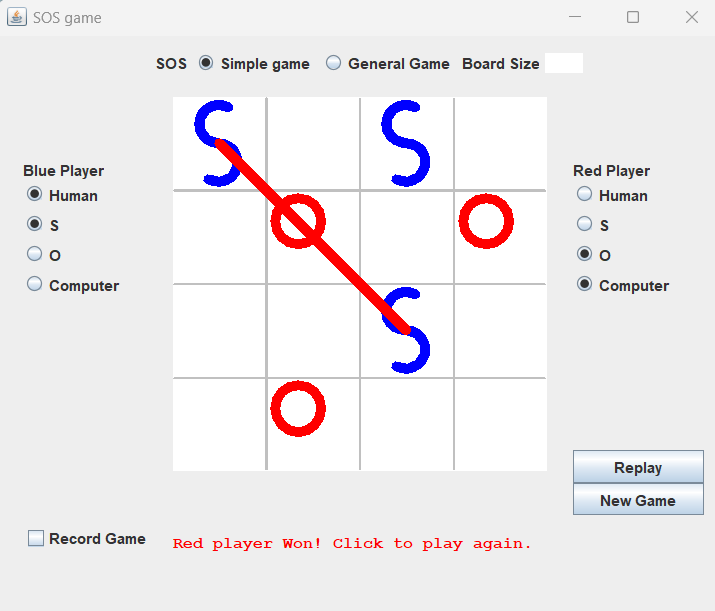 SOS game
SOS Simple game General Game Board Size
Blue Player
Human
S
O
Computer
S S
O O
S
O
Red Player
Human
S
O
Computer
Replay
New Game
Record Game
Red player Won! Click to play again.